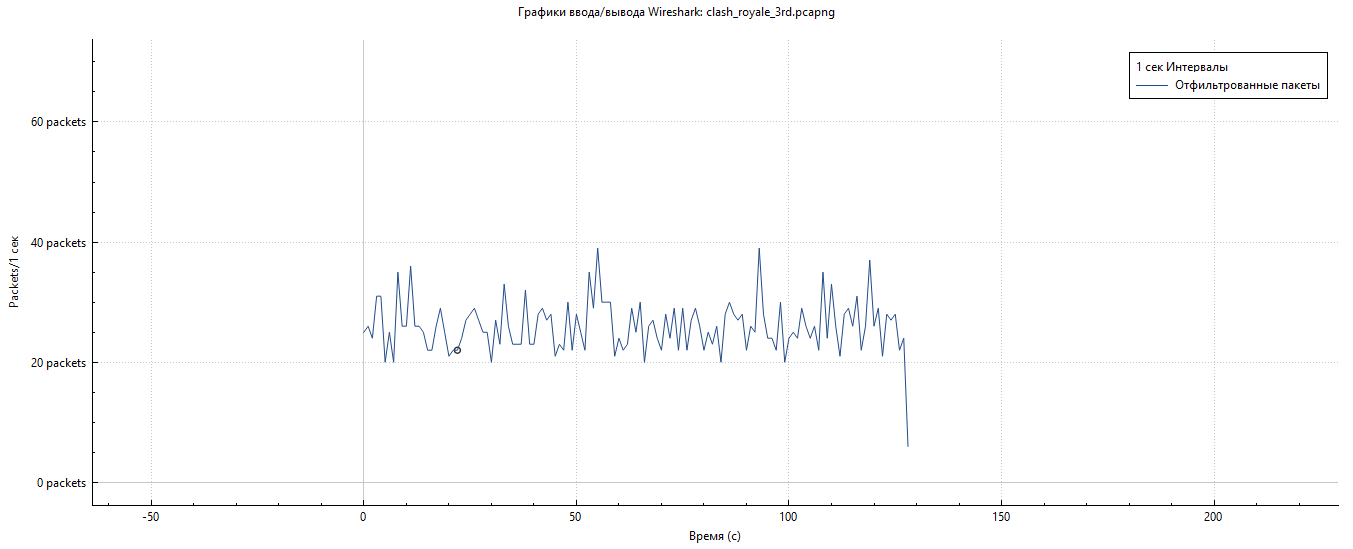 Графики ввода/вывода Wireshark: clash_royale_3rd.pcapng
1 сек Интервалы
Отфильтрованные пакеты
60 packets
40 packets
20 packets
0 packets
Packets/1 сек
-50
0
50
100
150
200
Время (с)